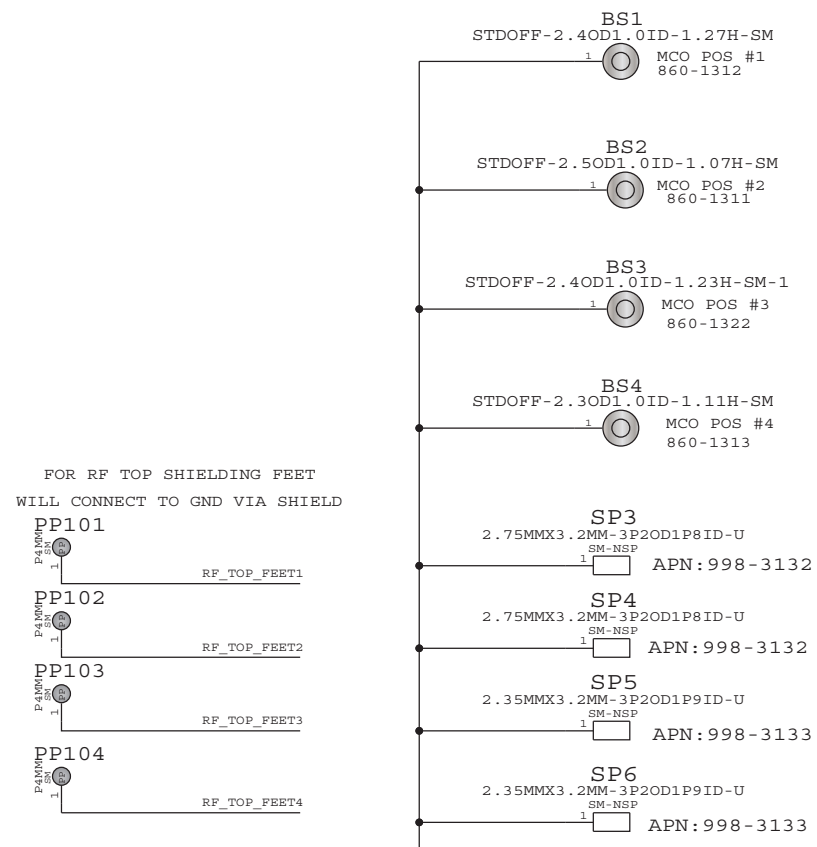 BS1
STDOFF-2.4OD1.0ID-1.27H-SM
1
MCO POS #1
860-1312
BS2
STDOFF-2.5OD1.0ID-1.07H-SM
1
MCO POS #2
860-1311
BS3
STDOFF-2.4OD1.0ID-1.23H-SM-1
1
MCO POS #3
860-1322
BS4
STDOFF-2.3OD1.0ID-1.11H-SM
1
MCO POS #4
860-1313
FOR RF TOP SHIELDING FEET
WILL CONNECT TO GND VIA SHIELD
PP101
P4MM
SM
PP
1
RF_TOP_FEET1
PP102
P4MM
SM
PP
1
RF_TOP_FEET2
PP103
P4MM
SM
PP
1
RF_TOP_FEET3
PP104
P4MM
SM
PP
1
RF_TOP_FEET4
SP3
2.75MMX3.2MM-3P2OD1P8ID-U
SM-NSP
1
APN:998-3132
SP4
2.75MMX3.2MM-3P2OD1P8ID-U
SM-NSP
1
APN:998-3132
SP5
2.35MMX3.2MM-3P2OD1P9ID-U
SM-NSP
1
APN:998-3133
SP6
2.35MMX3.2MM-3P2OD1P9ID-U
SM-NSP
1
APN:998-3133